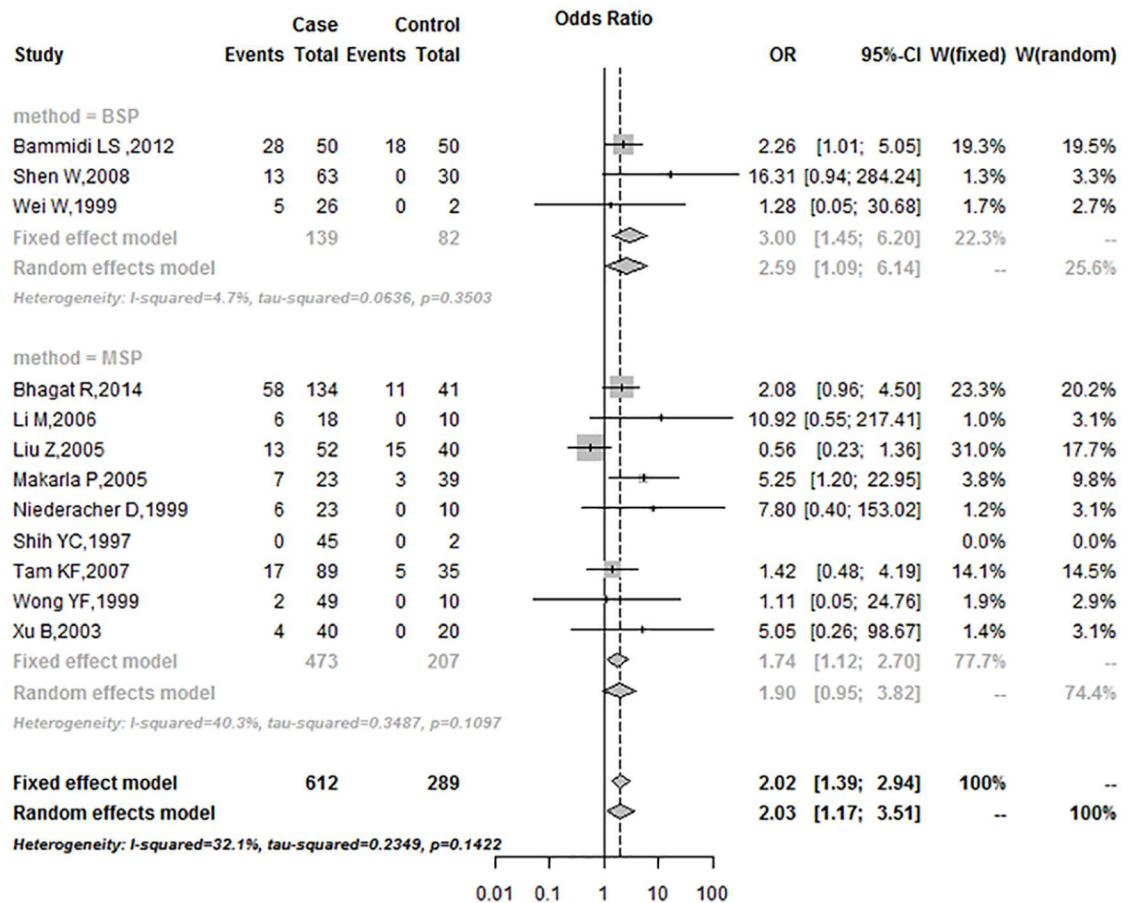 Case Control Odds Ratio
Study Events Total Events Total OR 95%-CI W(fixed) W(random)
method = BSP
Bammidi LS ,2012 28 50 18 50 2.26 [1.01; 5.05] 19.3% 19.5%
Shen W,2008 13 63 0 30 16.31 [0.94; 284.24] 1.3% 3.3%
Wei W,1999 5 26 0 2 1.28 [0.05; 30.68] 1.7% 2.7%
Fixed effect model 139 82 3.00 [1.45; 6.20] 22.3% --
Random effects model 2.59 [1.09; 6.14] -- 25.6%
Heterogeneity: I-squared=4.7%, tau-squared=0.0636, p=0.3503
method = MSP
Bhagat R,2014 58 134 11 41 2.08 [0.96; 4.50] 23.3% 20.2%
Li M,2006 6 18 0 10 10.92 [0.55; 217.41] 1.0% 3.1%
Liu Z,2005 13 52 15 40 0.56 [0.23; 1.36] 31.0% 17.7%
Makarla P,2005 7 23 3 39 5.25 [1.20; 22.95] 3.8% 9.8%
Niederacher D,1999 6 23 0 10 7.80 [0.40; 153.02] 1.2% 3.1%
Shih YC,1997 0 45 0 2 0.0% 0.0%
Tam KF,2007 17 89 5 35 1.42 [0.48; 4.19] 14.1% 14.5%
Wong YF,1999 2 49 0 10 1.11 [0.05; 24.76] 1.9% 2.9%
Xu B,2003 4 40 0 20 5.05 [0.26; 98.67] 1.4% 3.1%
Fixed effect model 473 207 1.74 [1.12; 2.70] 77.7% --
Random effects model 1.90 [0.95; 3.82] -- 74.4%
Heterogeneity: I-squared=40.3%, tau-squared=0.3487, p=0.1097
Fixed effect model 612 289 2.02 [1.39; 2.94] 100% --
Random effects model 2.03 [1.17; 3.51] -- 100%
Heterogeneity: I-squared=32.1%, tau-squared=0.2349, p=0.1422
0.01 0.1 1 10 100